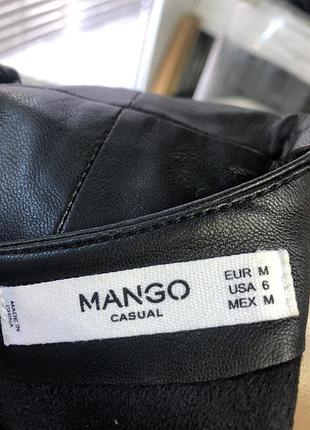 MANGO
CASUAL
EUR M
USA 6
MEX M
MADE IN
CHINA